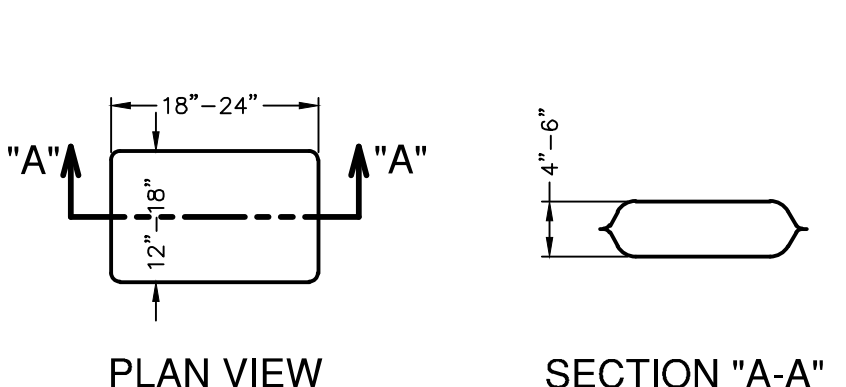 18"-24"
"A" "A"
12"-18"
PLAN VIEW
4"-6"
SECTION "A-A"